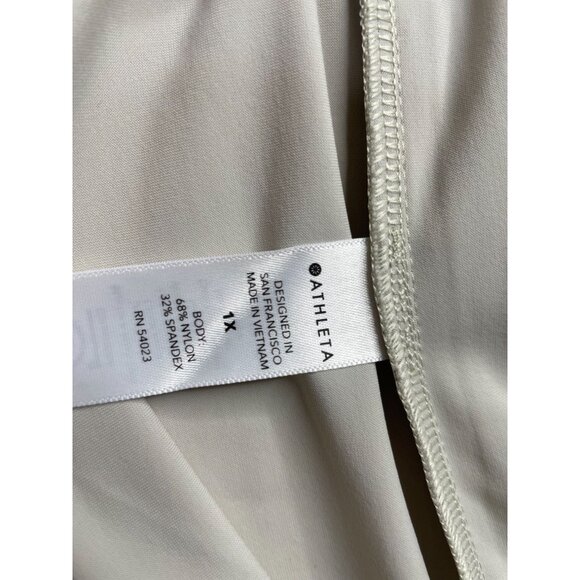 ATHLETA
DESIGNED IN
SAN FRANCISCO
MADE IN VIETNAM
1X
BODY:
68% NYLON
32% SPANDEX
RN 54023